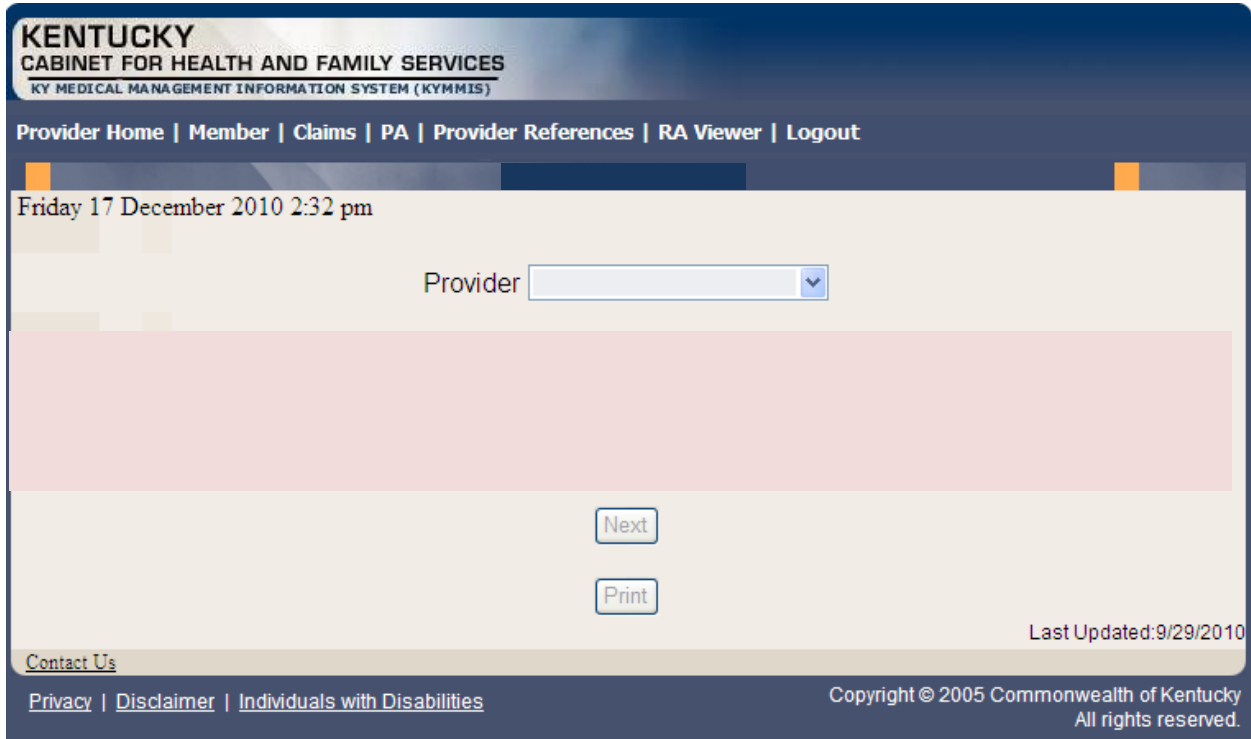 KENTUCKY
CABINET FOR HEALTH AND FAMILY SERVICES
KY MEDICAL MANAGEMENT INFORMATION SYSTEM (KYMMIS)
Provider Home | Member | Claims | PA | Provider References | RA Viewer | Logout
Friday 17 December 2010 2:32 pm
Provider
Next
Print
Last Updated:9/29/2010
Contact Us
Privacy | Disclaimer | Individuals with Disabilities
Copyright © 2005 Commonwealth of Kentucky
All rights reserved.